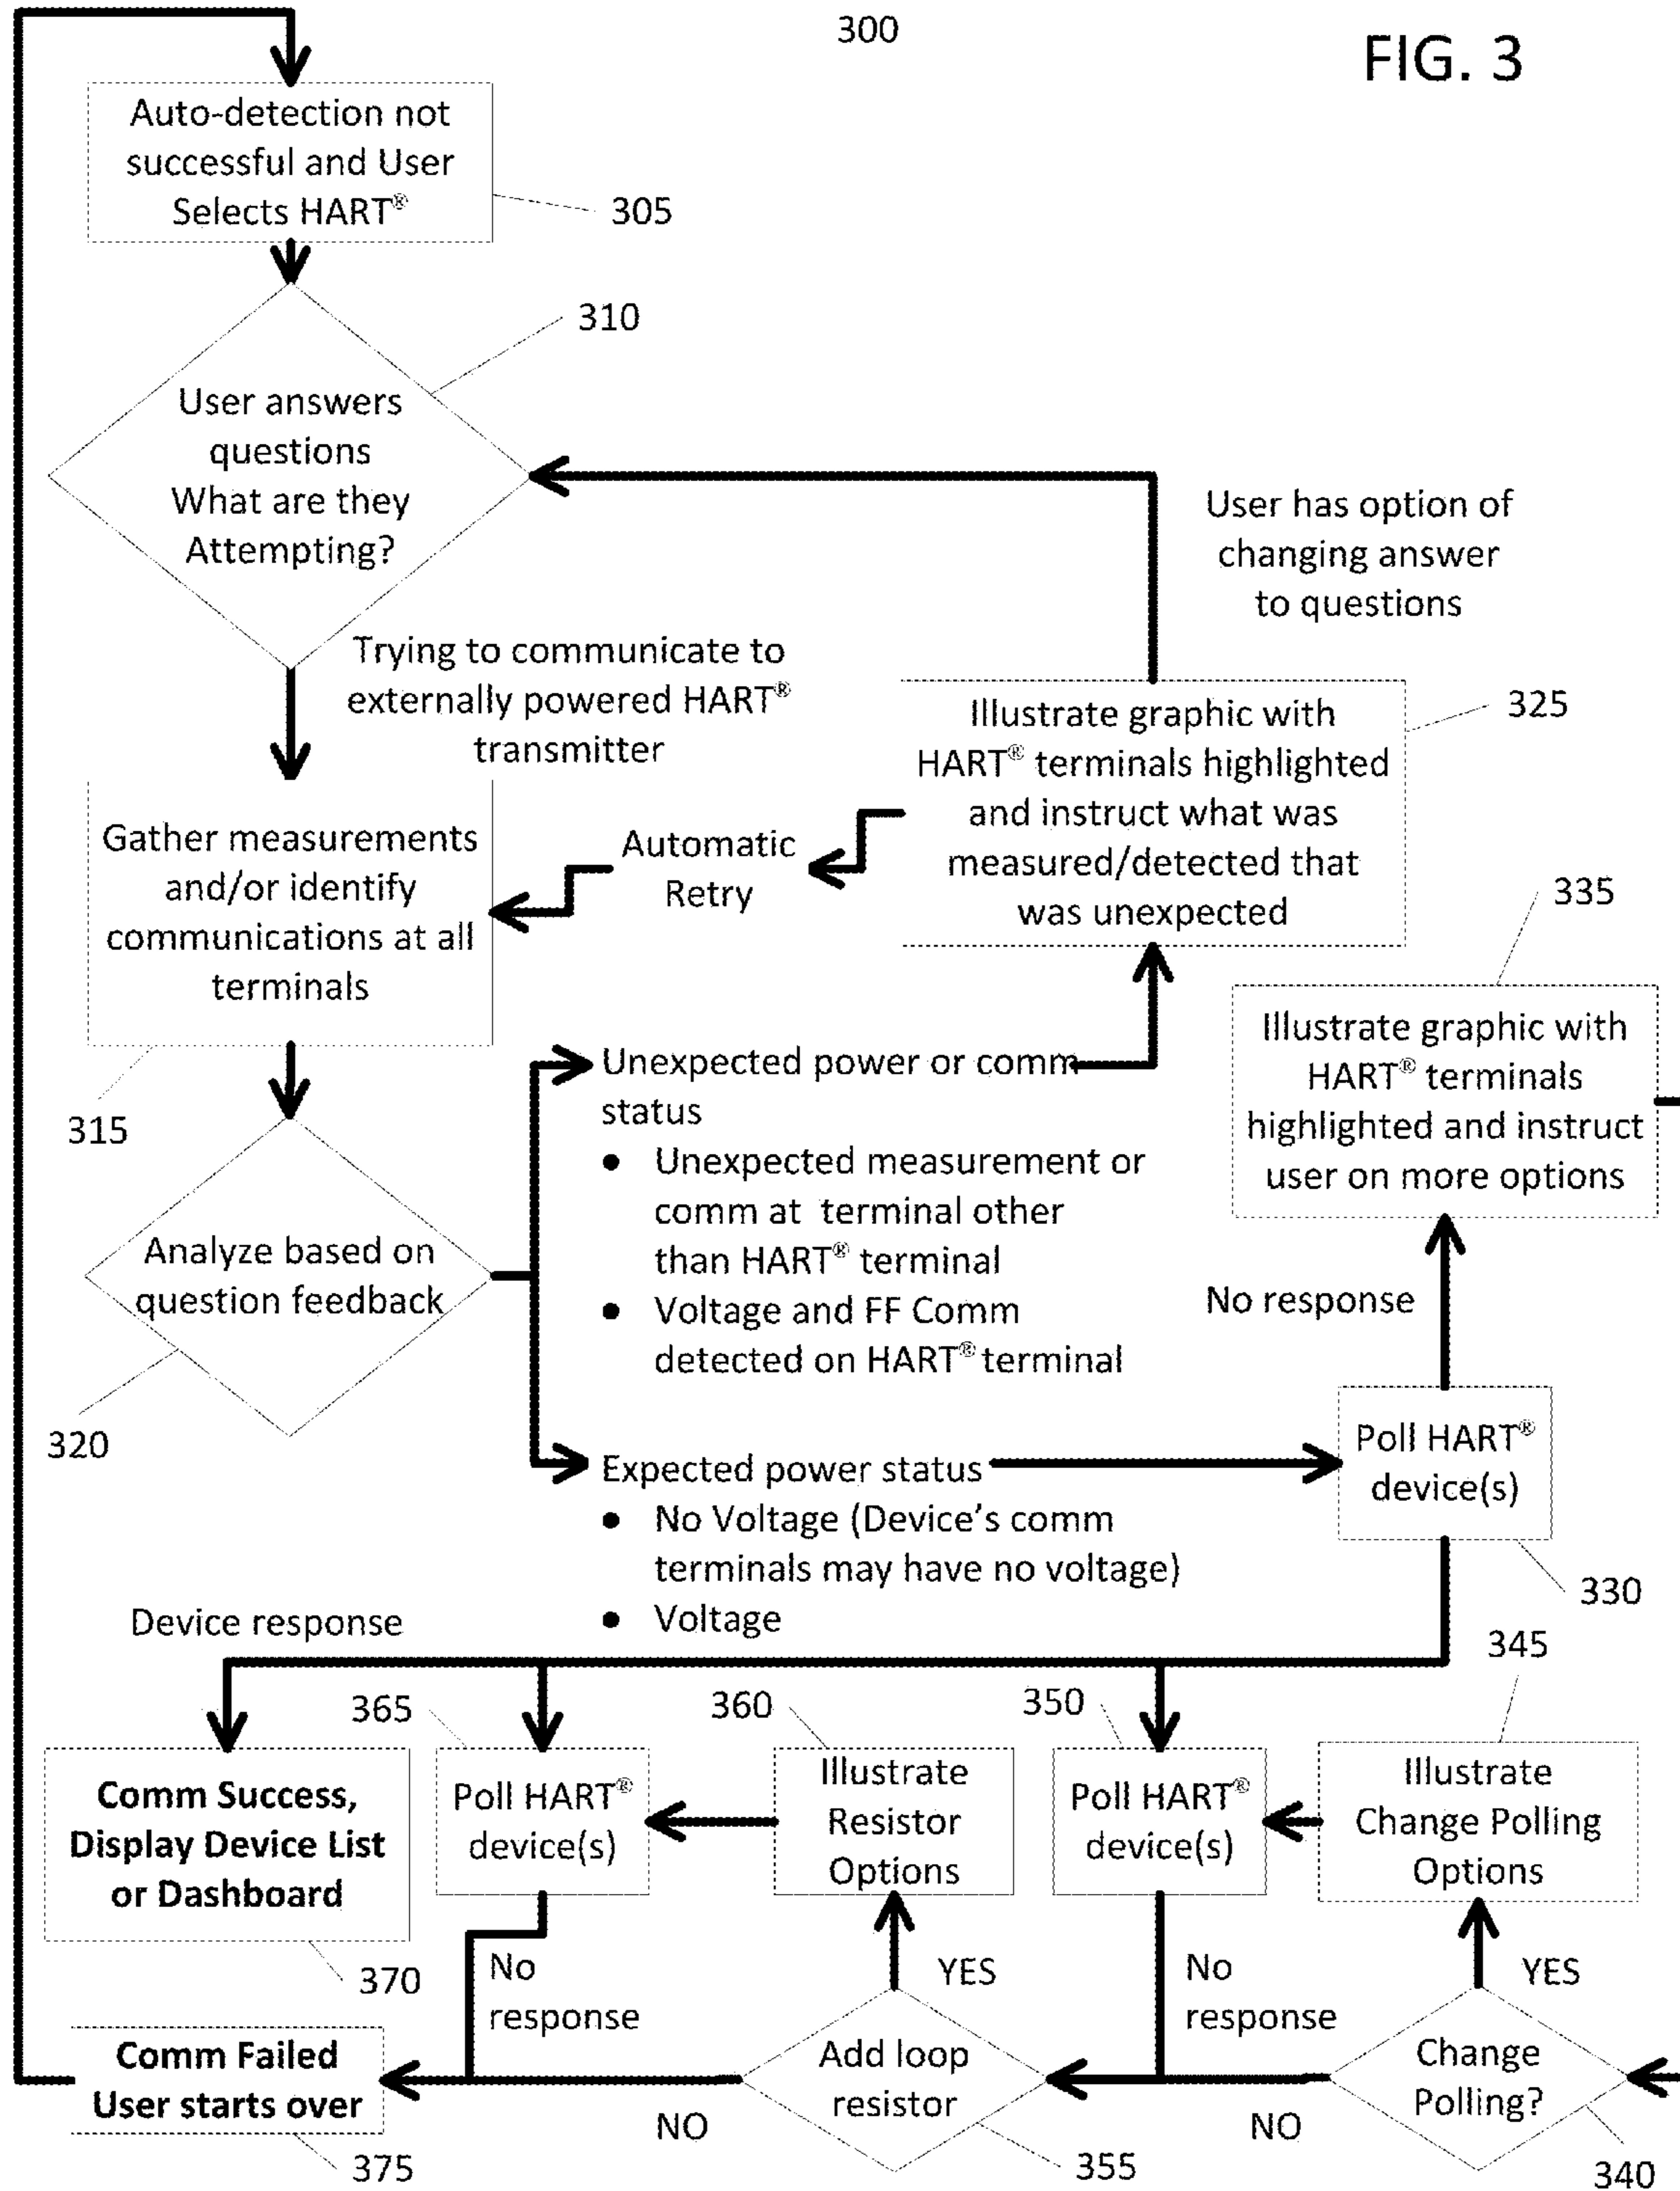 300
FIG. 3
Auto-detection not
successful and User
Selects HART®
305
310
User answers
questions
What are they
Attempting?
User has option of
changing answer
to questions
Trying to communicate to
externally powered HART®
transmitter
325
Illustrate graphic with
HART® terminals highlighted
and instruct what was
measured/detected that
was unexpected
Automatic
Retry
Gather measurements
and/or identify
communications at all
terminals
315
335
Illustrate graphic with
HART® terminals
highlighted and instruct
user on more options
Unexpected power or comm
status
• Unexpected measurement or
comm at terminal other
than HART® terminal
• Voltage and FF Comm
detected on HART® terminal
Analyze based on
question feedback
320
No response
Poll HART®
device(s)
330
Expected power status
• No Voltage (Device's comm
terminals may have no voltage)
• Voltage
Device response
345
350
360
365
Comm Success,
Display Device List
or Dashboard
370
Poll HART®
device(s)
Illustrate
Resistor
Options
Poll HART®
device(s)
Illustrate
Change Polling
Options
No
response
YES
No
response
YES
Comm Failed
User starts over
375
NO
Add loop
resistor
355
NO
Change
Polling?
340